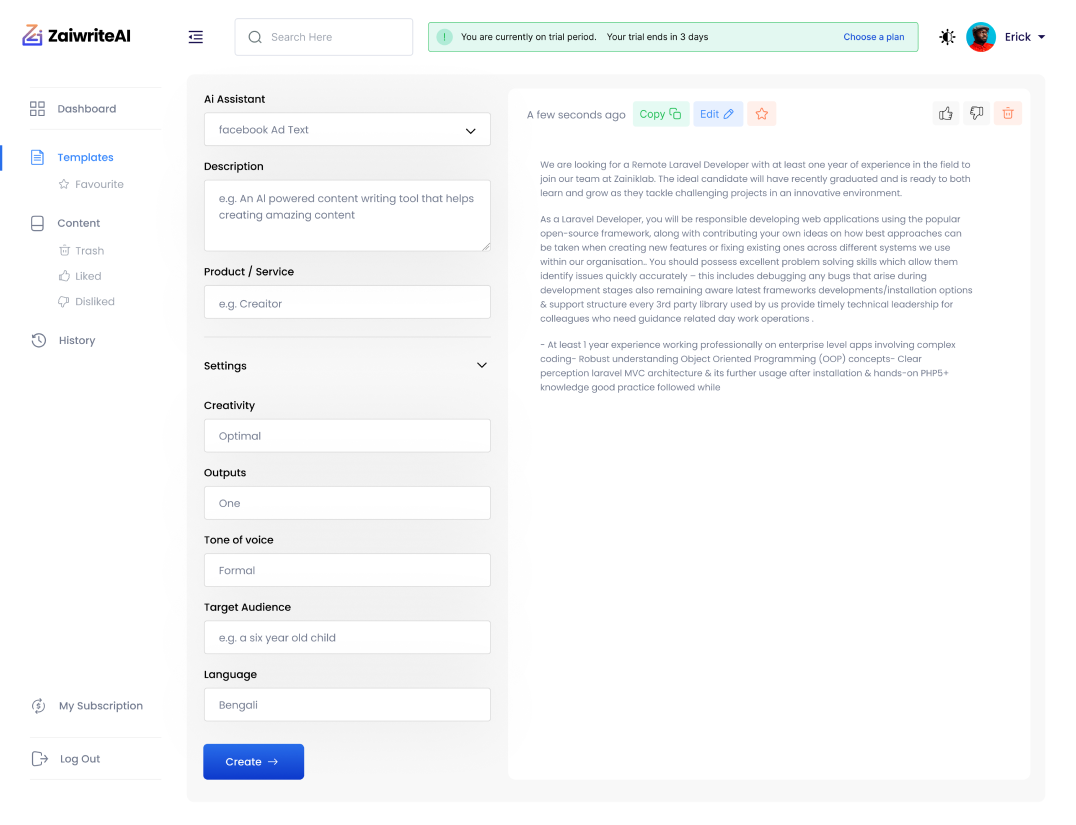 ZaiwriteAI
Search Here
! You are currently on trial period. Your trial ends in 3 days Choose a plan
Erick
Dashboard
Templates
Favourite
Content
Trash
Liked
Disliked
History
My Subscription
Log Out
Ai Assistant
facebook Ad Text
Description
e.g. An AI powered content writing tool that helps
creating amazing content
Product / Service
e.g. Creaitor
Settings
Creativity
Optimal
Outputs
One
Tone of voice
Formal
Target Audience
e.g. a six year old child
Language
Bengali
Create →
A few seconds ago Copy Edit
We are looking for a Remote Laravel Developer with at least one year of experience in the field to
join our team at Zainiklab. The ideal candidate will have recently graduated and is ready to both
learn and grow as they tackle challenging projects in an innovative environment.
As a Laravel Developer, you will be responsible developing web applications using the popular
open-source framework, along with contributing your own ideas on how best approaches can
be taken when creating new features or fixing existing ones across different systems we use
within our organisation.. You should possess excellent problem solving skills which allow them
identify issues quickly accurately – this includes debugging any bugs that arise during
development stages also remaining aware latest frameworks developments/installation options
& support structure every 3rd party library used by us provide timely technical leadership for
colleagues who need guidance related day work operations .
- At least 1 year experience working professionally on enterprise level apps involving complex
coding- Robust understanding Object Oriented Programming (OOP) concepts- Clear
perception laravel MVC architecture & its further usage after installation & hands-on PHP5+
knowledge good practice followed while